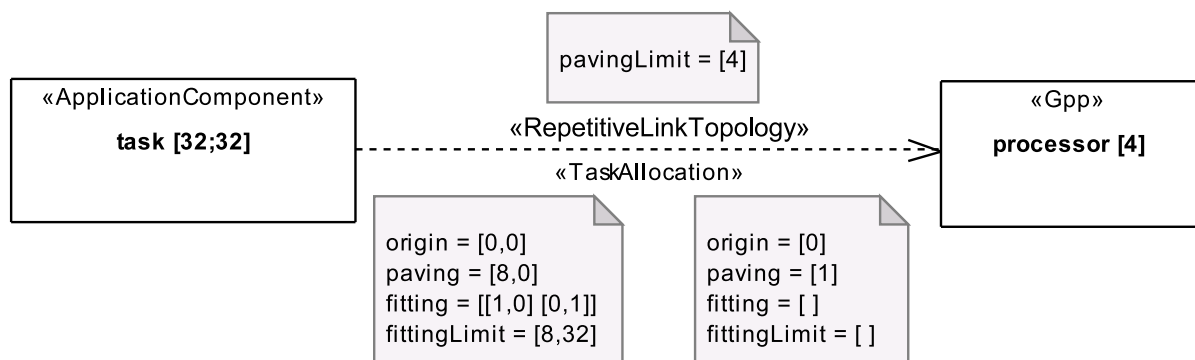 pavingLimit = [4]
«ApplicationComponent»
task [32;32]
«RepetitiveLinkTopology»
«TaskAllocation»
«Gpp»
processor [4]
origin = [0,0]
paving = [8,0]
fitting = [[1,0] [0,1]]
fittingLimit = [8,32]
origin = [0]
paving = [1]
fitting = [ ]
fittingLimit = [ ]